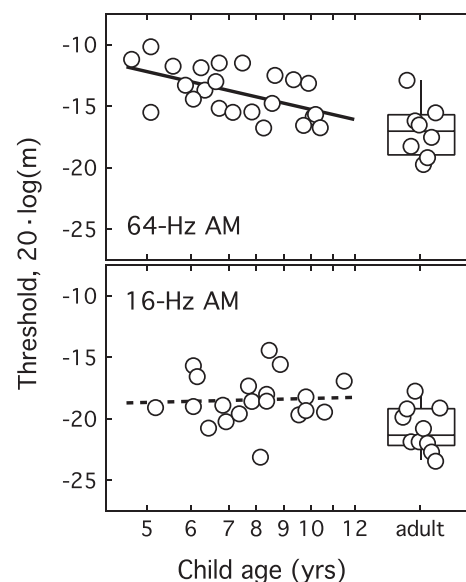 Threshold, 20·log(m)
-10
-15
-20
-25
64-Hz AM
16-Hz AM
-10
-15
-20
-25
5 6 7 8 9 10 12 adult
Child age (yrs)